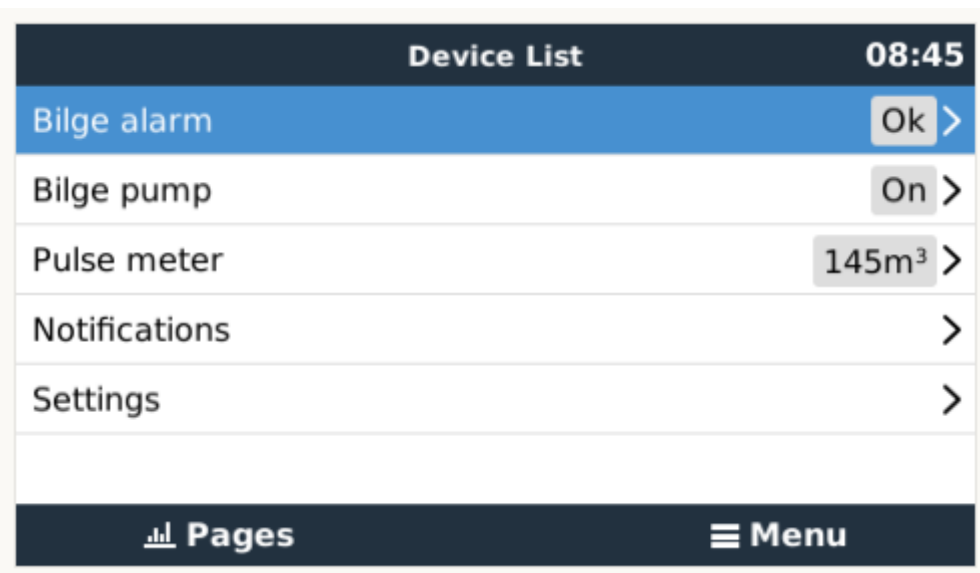 Device List 08:45
Bilge alarm Ok
Bilge pump On
Pulse meter 145m³
Notifications
Settings
Pages Menu